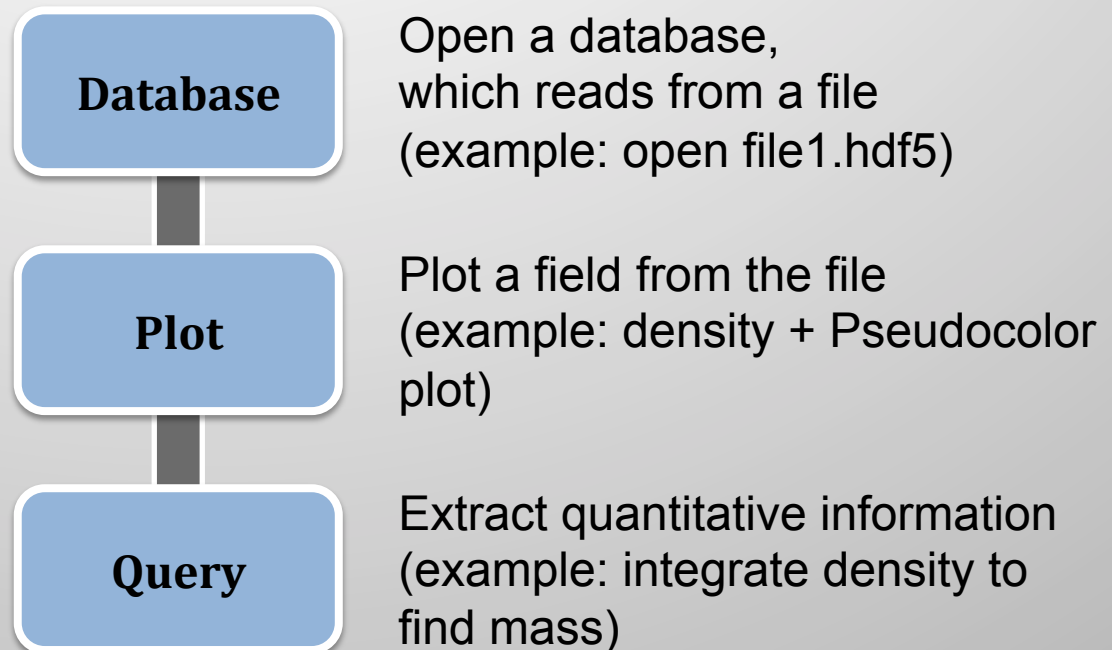 Database
Open a database,
which reads from a file
(example: open file1.hdf5)
Plot
Plot a field from the file
(example: density + Pseudocolor
plot)
Query
Extract quantitative information
(example: integrate density to
find mass)